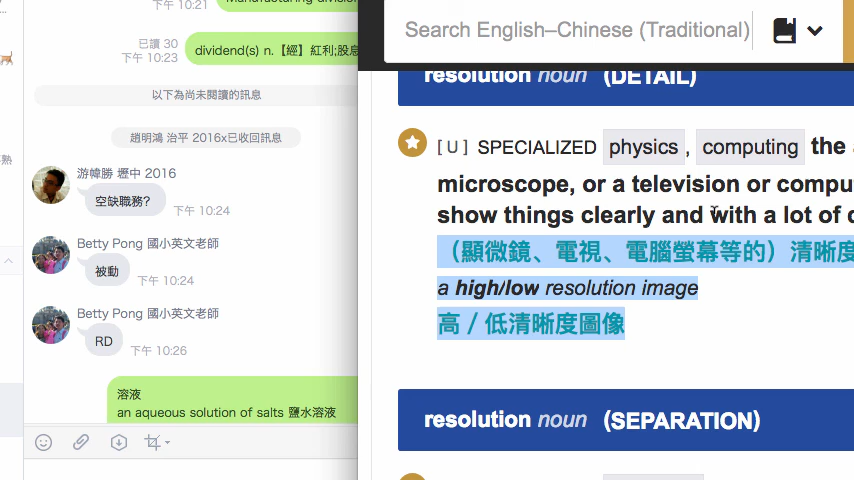 下午 10:21
已讀 30
下午 10:23
dividend(s) n.【經】紅利;股息
以下為尚未閱讀的訊息
趙明鴻 治平 2016x已收回訊息
游幃勝 壢中 2016
空缺職務?
下午 10:24
Betty Pong 國小英文老師
被動
下午 10:24
Betty Pong 國小英文老師
RD
下午 10:26
溶液
an aqueous solution of salts 鹽水溶液
Search English–Chinese (Traditional)
resolution noun (DETAIL)
[ U ] SPECIALIZED physics , computing the
microscope, or a television or compu
show things clearly and with a lot of
（顯微鏡、電視、電腦螢幕等的）清晰度
a high/low resolution image
高／低清晰度圖像
resolution noun (SEPARATION)